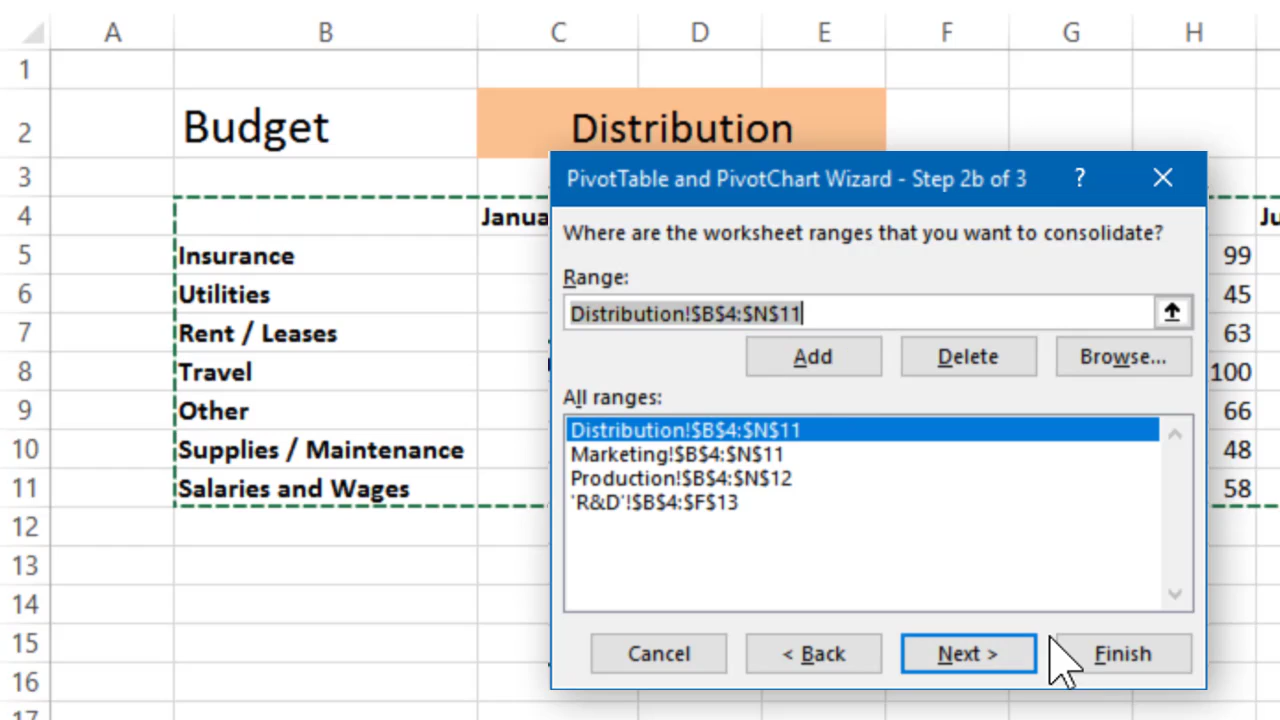 A B C D E F G H
1
2 Budget Distribution
3
PivotTable and PivotChart Wizard - Step 2b of 3 ?
4 Janua Ju
Where are the worksheet ranges that you want to consolidate?
5 Insurance 99
Range:
6 Utilities 45
Distribution!$B$4:$N$11
7 Rent / Leases 63
Add Delete Browse...
8 Travel 100
All ranges:
9 Other 66
Distribution!$B$4:$N$11
10 Supplies / Maintenance 48
Marketing!$B$4:$N$11
Production!$B$4:$N$12
11 Salaries and Wages 58
'R&D'!$B$4:$F$13
12
13
14
15
Cancel < Back Next > Finish
16
17